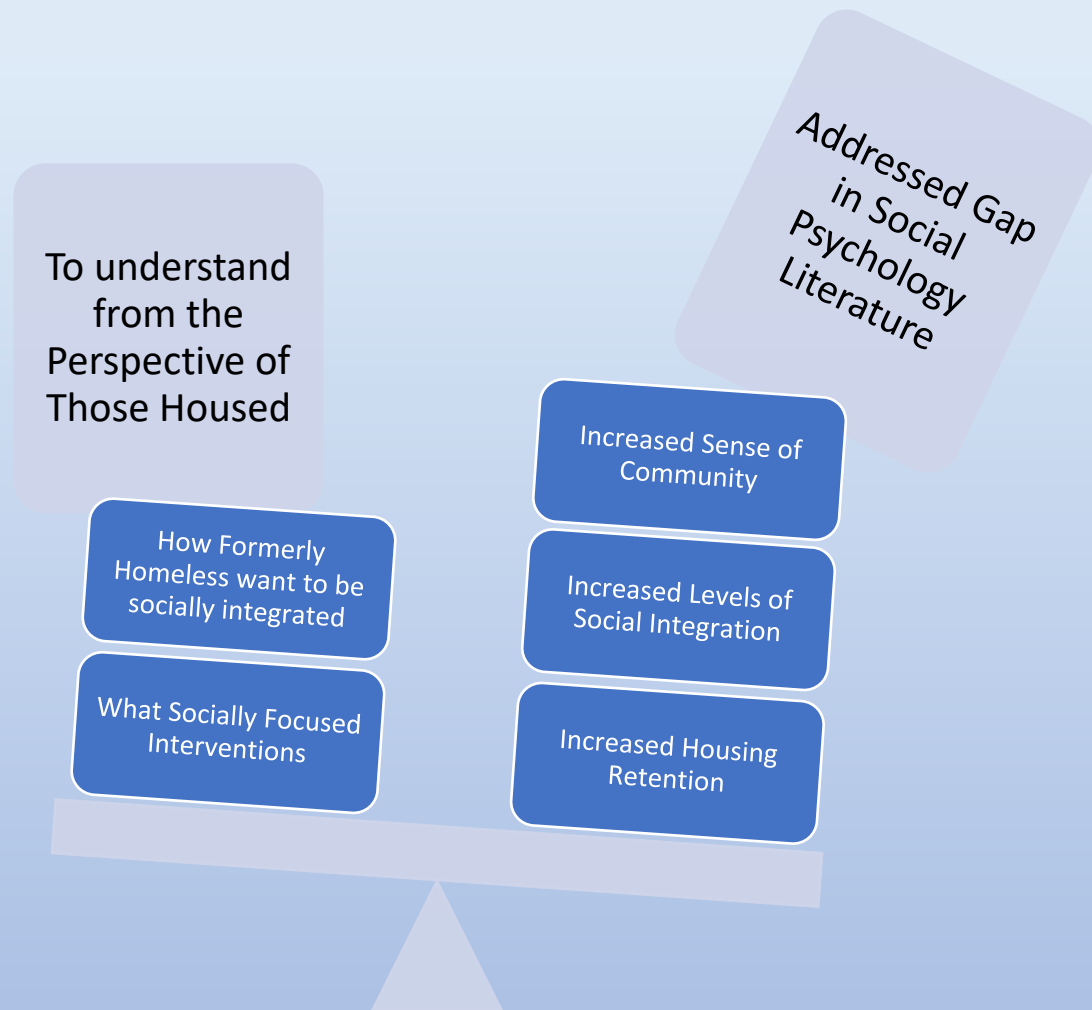 To understand
from the
Perspective of
Those Housed
How Formerly
Homeless want to be
socially integrated
What Socially Focused
Interventions
Addressed Gap
in Social
Psychology
Literature
Increased Sense of
Community
Increased Levels of
Social Integration
Increased Housing
Retention